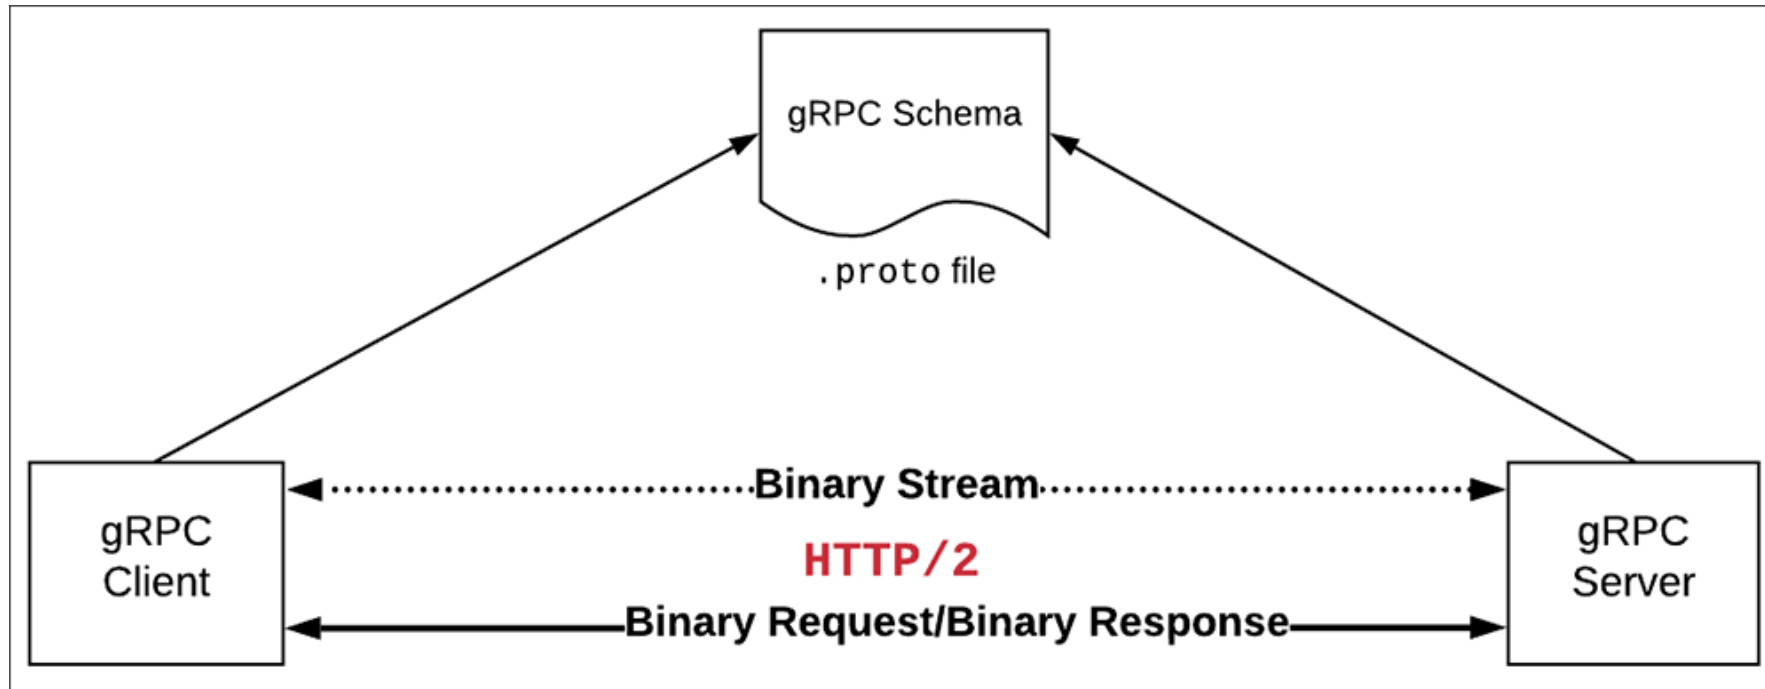 gRPC Schema
.proto file
Binary Stream
gRPC
Client
HTTP/2
gRPC
Server
Binary Request/Binary Response